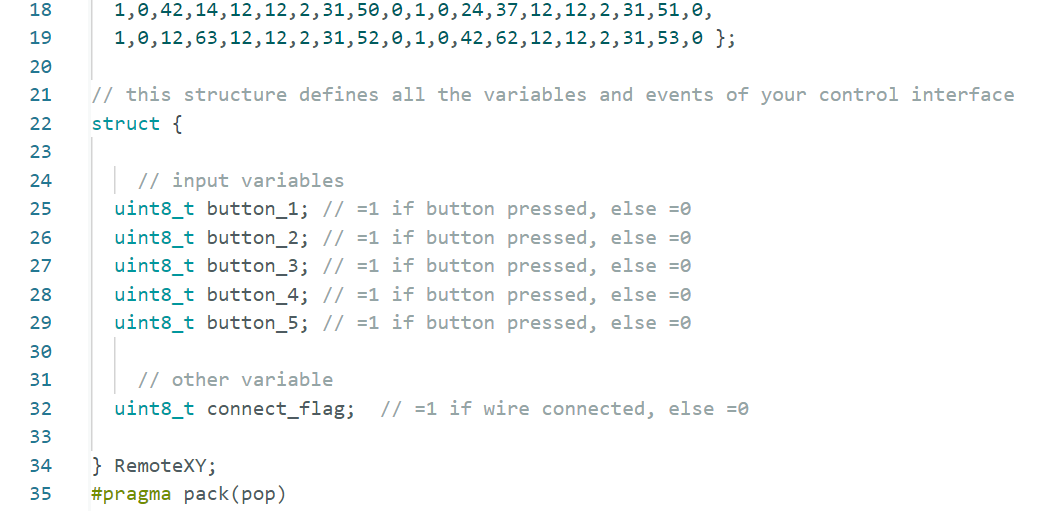 18 1,0,42,14,12,12,2,31,50,0,1,0,24,37,12,12,2,31,51,0,
19 1,0,12,63,12,12,2,31,52,0,1,0,42,62,12,12,2,31,53,0 };
20
21 // this structure defines all the variables and events of your control interface
22 struct {
23
24 // input variables
25 uint8_t button_1; // =1 if button pressed, else =0
26 uint8_t button_2; // =1 if button pressed, else =0
27 uint8_t button_3; // =1 if button pressed, else =0
28 uint8_t button_4; // =1 if button pressed, else =0
29 uint8_t button_5; // =1 if button pressed, else =0
30
31 // other variable
32 uint8_t connect_flag;  // =1 if wire connected, else =0
33
34 } RemoteXY;
35 #pragma pack(pop)